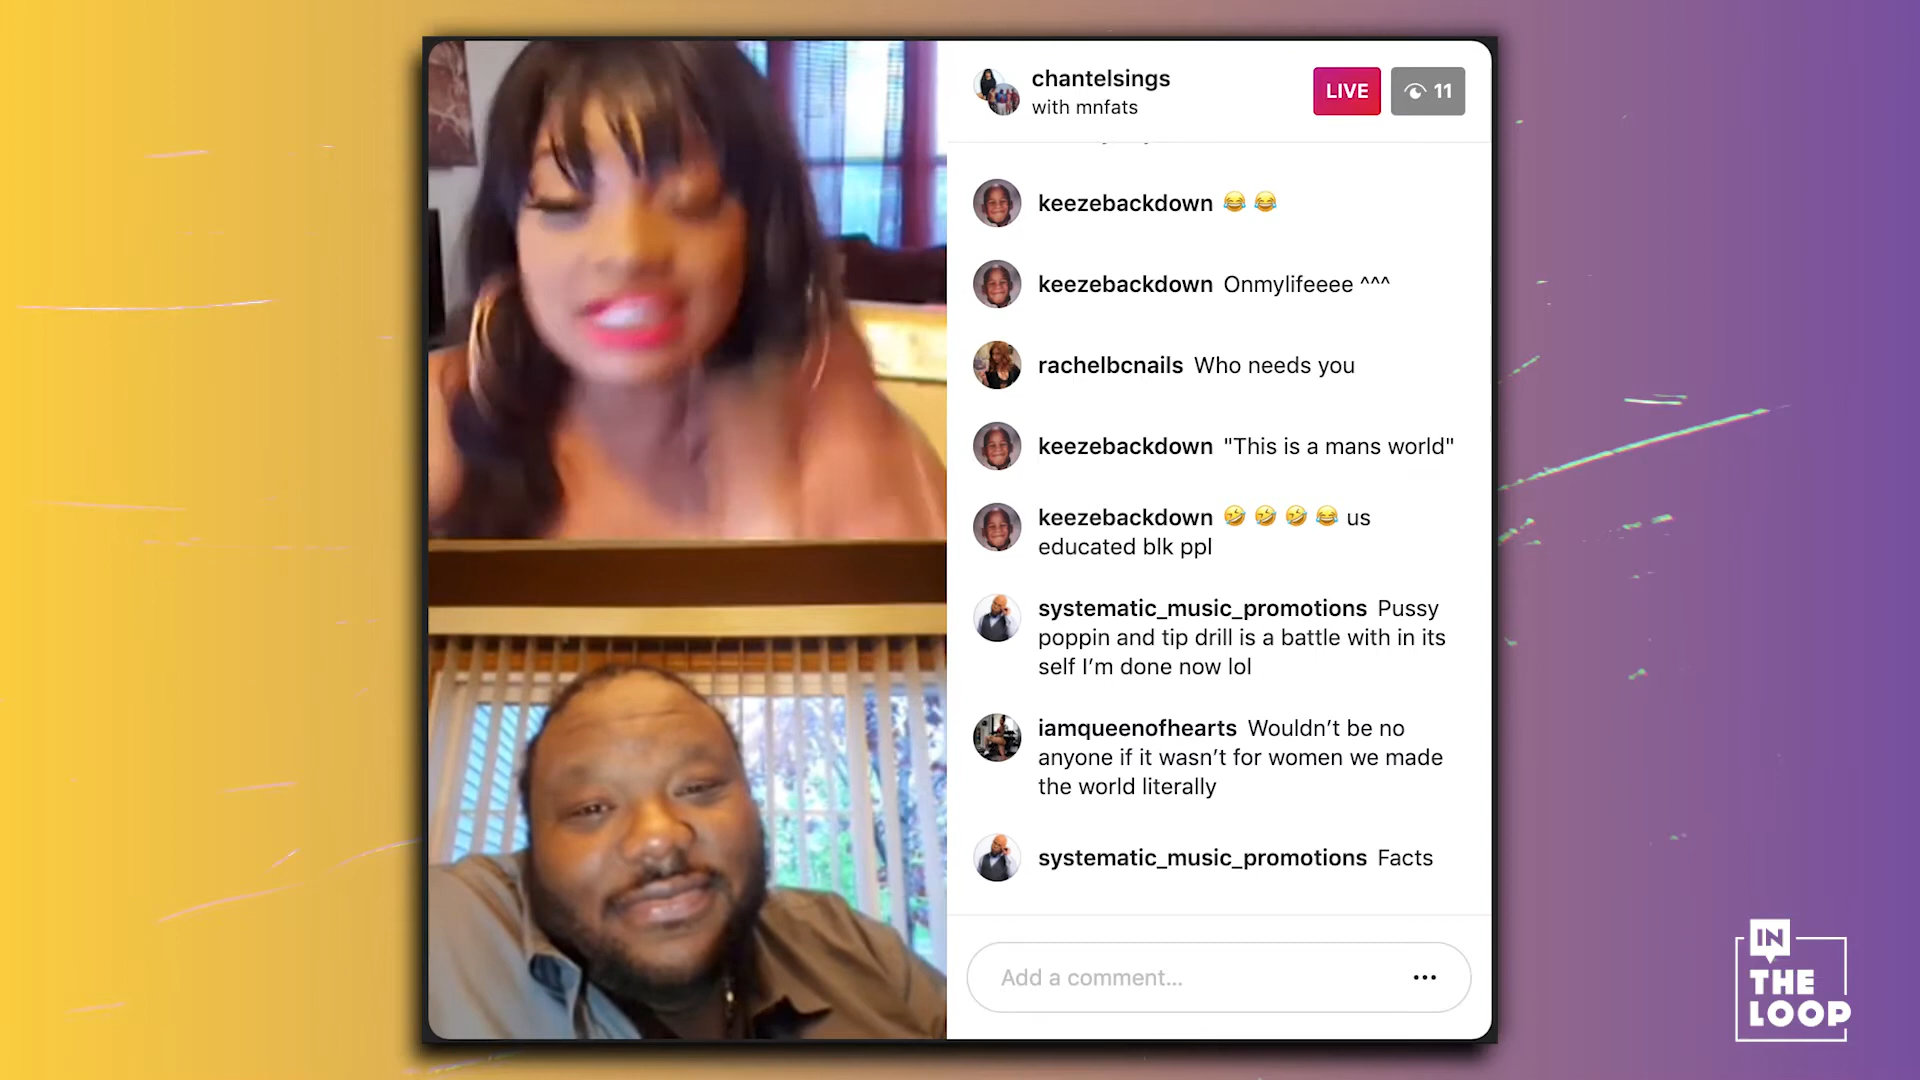 chantelsings
with mnfats
LIVE
11
keezebackdown 😂 😂
keezebackdown Onmylifeeee ^^^
rachelbcnails Who needs you
keezebackdown "This is a mans world"
keezebackdown 🤣 🤣 🤣 😂 us
educated blk ppl
systematic_music_promotions Pussy
poppin and tip drill is a battle with in its
self I’m done now lol
iamqueenofhearts Wouldn’t be no
anyone if it wasn’t for women we made
the world literally
systematic_music_promotions Facts
Add a comment...
IN
THE
LOOP